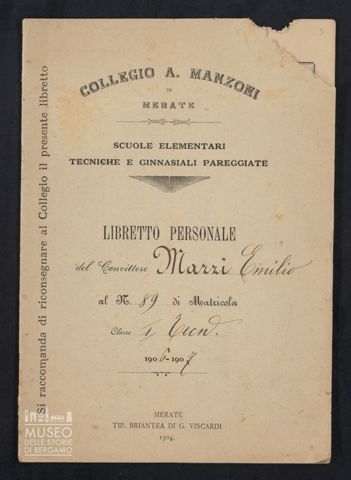 COLLEGIO A. MANZONI
IN
MERATE
SCUOLE ELEMENTARI
TECNICHE E GINNASIALI PAREGGIATE
LIBRETTO PERSONALE
del Convittore Mazzi Emilio
al N. 89 di Matricola
Classe I Tecn.
1906-1907
MERATE
TIP. BRIANTEA DI G. VISCARDI
1904.
Si raccomanda di riconsegnare al Collegio il presente libretto
MUSEO
DELLE STORIE
DI BERGAMO